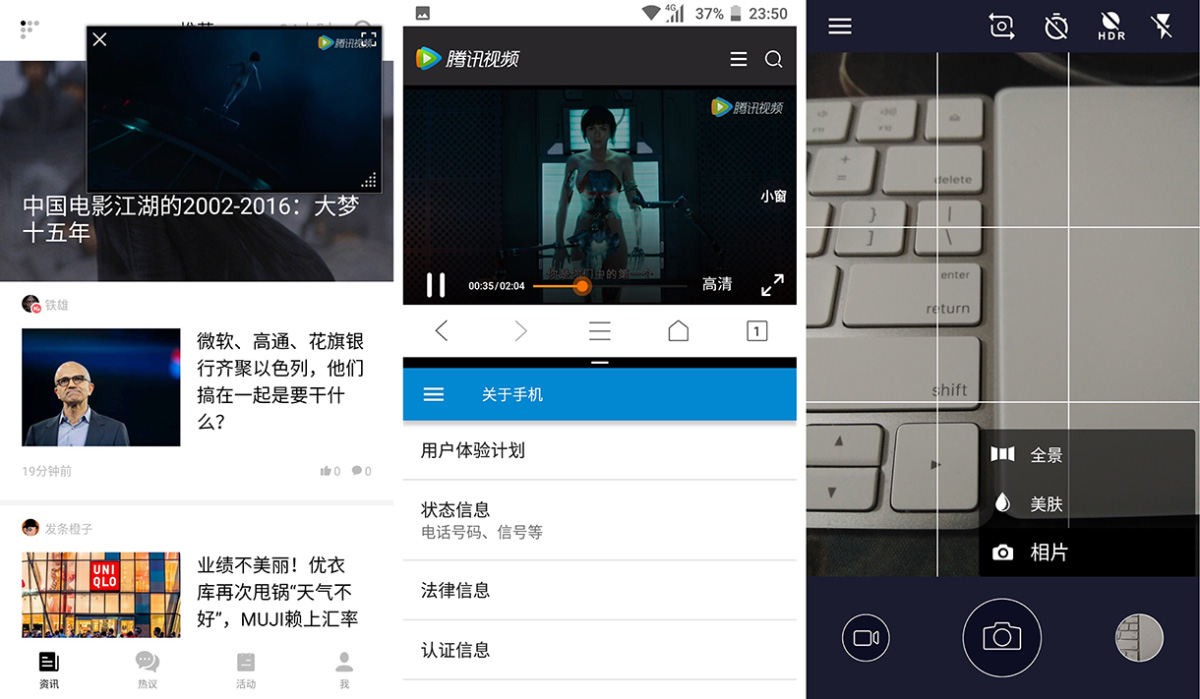 推荐
腾讯视频
中国电影江湖的2002-2016：大梦
十五年
铁雄
微软、高通、花旗银
行齐聚以色列，他们
搞在一起是要干什
么？
19分钟前
0
0
发条橙子
UNI
QLO
业绩不美丽！优衣
库再次甩锅“天气不
好”，MUJI赖上汇率
资讯
热议
活动
我
4G
37%
23:50
腾讯视频
腾讯视频
小窗
00:35/02:04
高清
1
关于手机
用户体验计划
状态信息
电话号码、信号等
法律信息
认证信息
HDR
+
=
delete
}
]
|
\
enter
return
shift
全景
美肤
相片